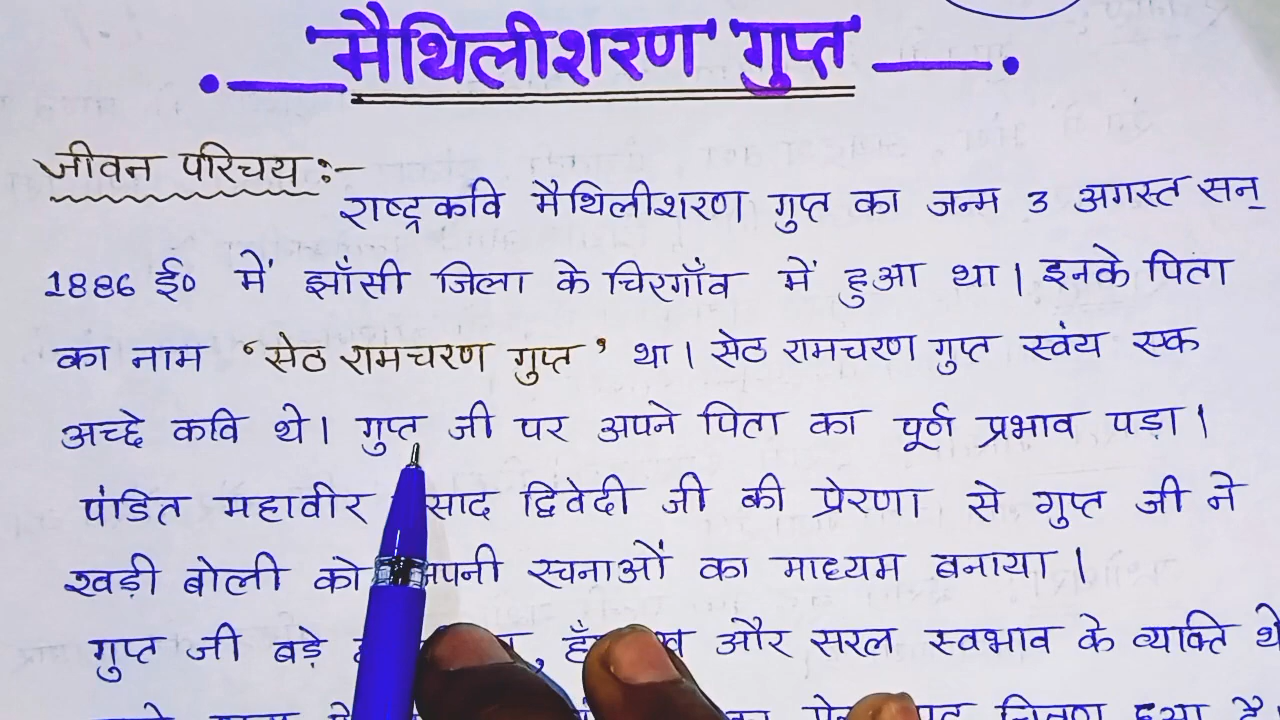 मैथिलीशरण गुप्त
जीवन परिचय :-
राष्ट्रकवि मैथिलीशरण गुप्त का जन्म 3 अगस्त सन्
1886 ई० में झाँसी जिला के चिरगाँव में हुआ था। इनके पिता
का नाम ‘सेठ रामचरण गुप्त’ था। सेठ रामचरण गुप्त स्वंय एक
अच्छे कवि थे। गुप्त जी पर अपने पिता का पूर्ण प्रभाव पड़ा।
पंडित महावीर साद द्विवेदी जी की प्रेरणा से गुप्त जी ने
खड़ी बोली को अपनी रचनाओं का माध्यम बनाया।
गुप्त जी बड़े और सरल स्वभाव के व्यक्ति थे